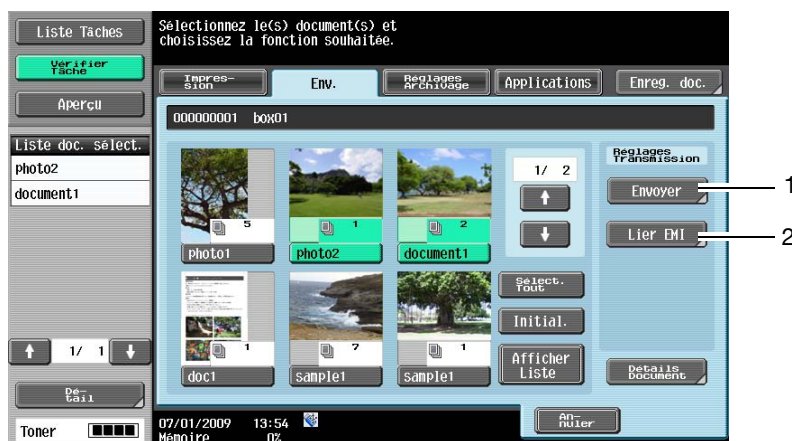 Liste Tâches
Vérifier
Tâche
Aperçu
Liste doc. sélect.
photo2
document1
1/ 1
Dé-
tail
Toner
Sélectionnez le(s) document(s) et
choisissez la fonction souhaitée.
Impres-
sion
Env.
Réglages
Archivage
Applications
Enreg. doc.
000000001 box01
5
photo1
1
photo2
2
document1
1
doc1
7
sample1
1
sample1
1/ 2
Sélect.
Tout
Initial.
Afficher
Liste
Réglages
Transmission
Envoyer
Lier EMI
Détails
Document
07/01/2009 13:54
Mémoire 0%
An-
nuler
1
2